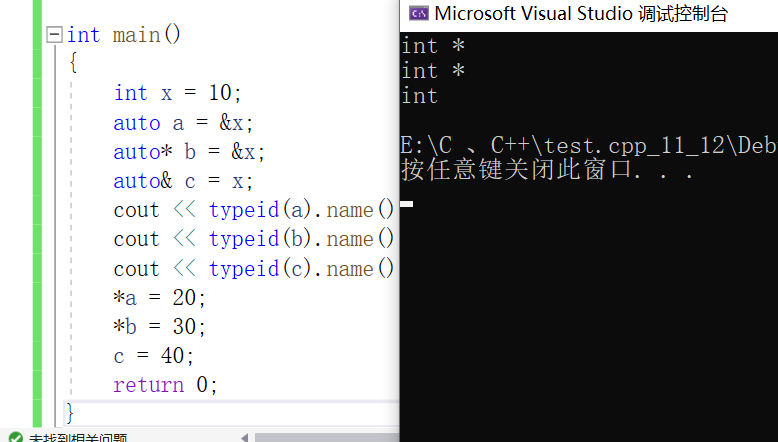 int main()
{
int x = 10;
auto a = &x;
auto* b = &x;
auto& c = x;
cout << typeid(a).name()
cout << typeid(b).name()
cout << typeid(c).name()
*a = 20;
*b = 30;
c = 40;
return 0;
}
未找到相关问题
Microsoft Visual Studio 调试控制台
int *
int *
int
E:\C 、C++\test.cpp_11_12\Deb
按任意键关闭此窗口. . .